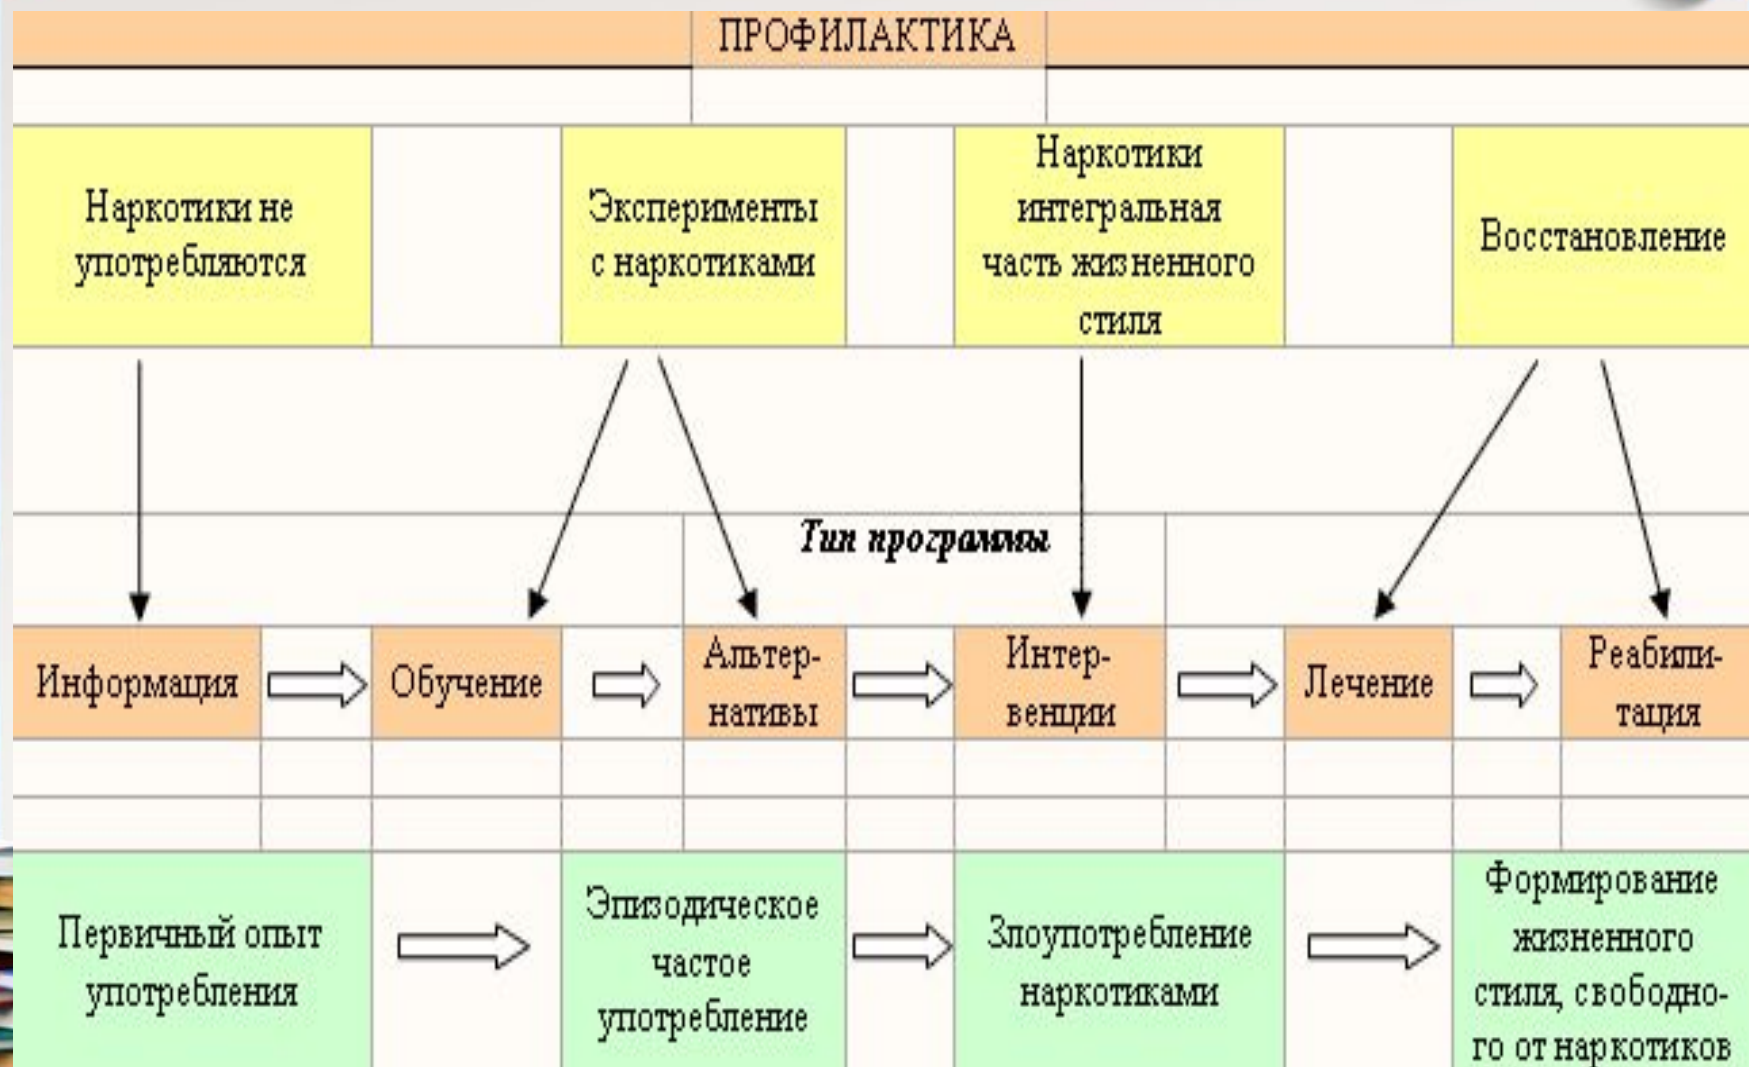 ПРОФИЛАКТИКА
Наркотики не
употребляются
Эксперименты
с наркотиками
Наркотики
интегральная
часть жизненного
стиля
Восстановление
Тип программы
Информация
Обучение
Альтер-
нативы
Интер-
венции
Лечение
Реабили-
тация
Первичный опыт
употребления
Эпизодическое
частое
употребление
Злоупотребление
наркотиками
Формирование
жизненного
стиля, свободно-
го от наркотиков